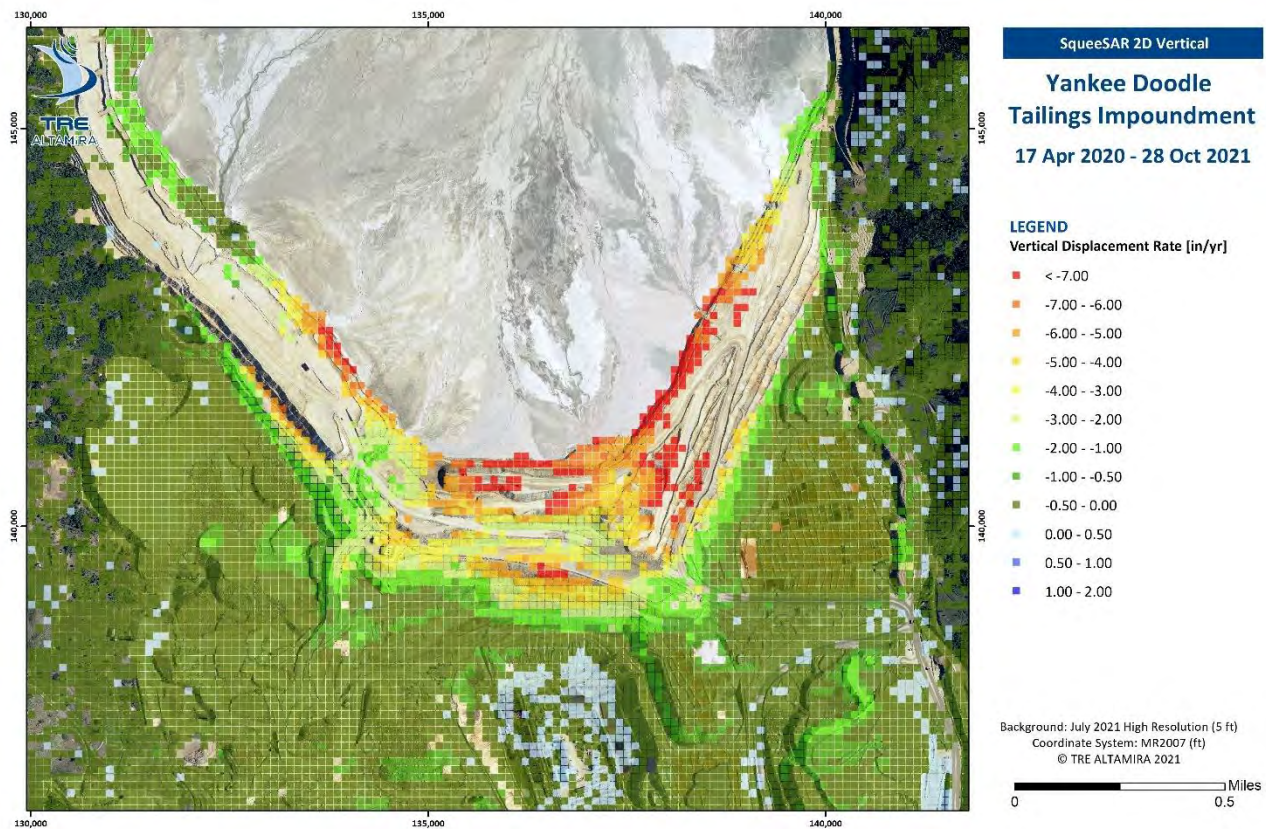 130,000
135,000
140,000
TRE
ALTAMIRA
145,000
140,000
145,000
140,000
130,000
135,000
140,000
SqueeSAR 2D Vertical
Yankee Doodle
Tailings Impoundment
17 Apr 2020 - 28 Oct 2021
LEGEND
Vertical Displacement Rate [in/yr]
< -7.00
-7.00 - -6.00
-6.00 - -5.00
-5.00 - -4.00
-4.00 - -3.00
-3.00 - -2.00
-2.00 - -1.00
-1.00 - -0.50
-0.50 - 0.00
0.00 - 0.50
0.50 - 1.00
1.00 - 2.00
Background: July 2021 High Resolution (5 ft)
Coordinate System: MR2007 (ft)
© TRE ALTAMIRA 2021
Miles
0
0.5